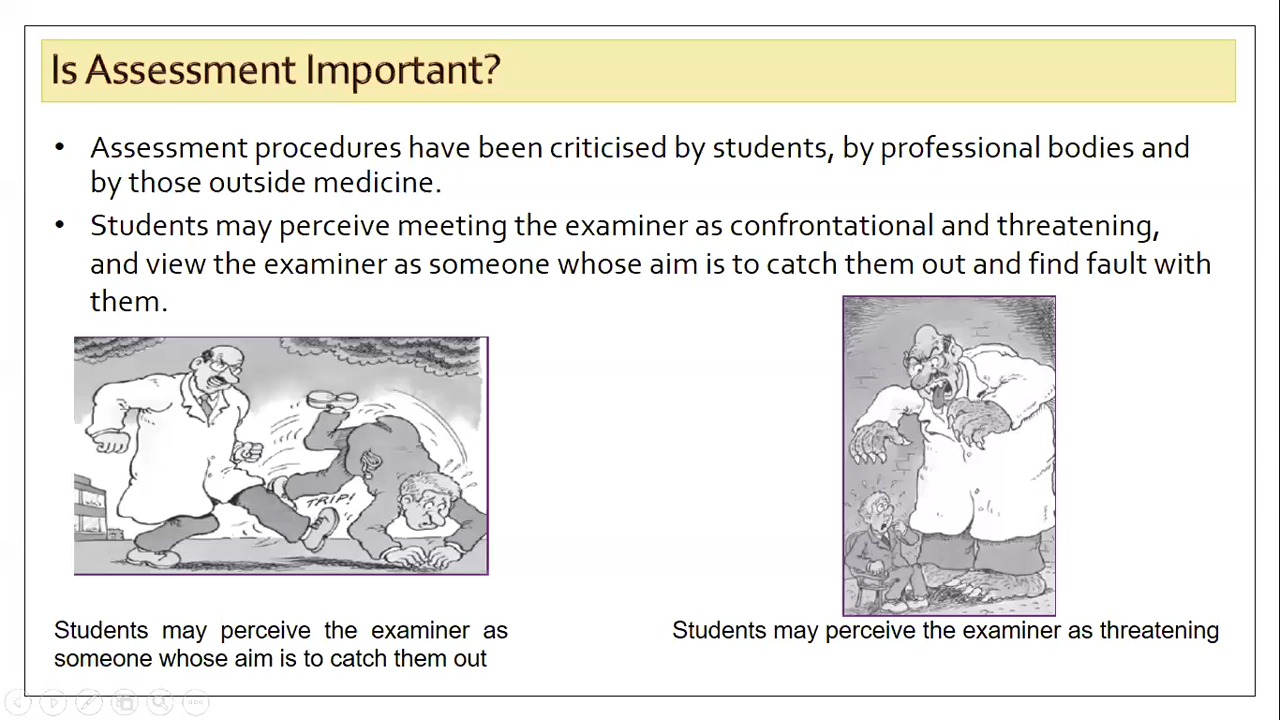 Is Assessment Important?
• Assessment procedures have been criticised by students, by professional bodies and
by those outside medicine.
• Students may perceive meeting the examiner as confrontational and threatening,
and view the examiner as someone whose aim is to catch them out and find fault with
them.
TRIP!
Students may perceive the examiner as
someone whose aim is to catch them out
Students may perceive the examiner as threatening